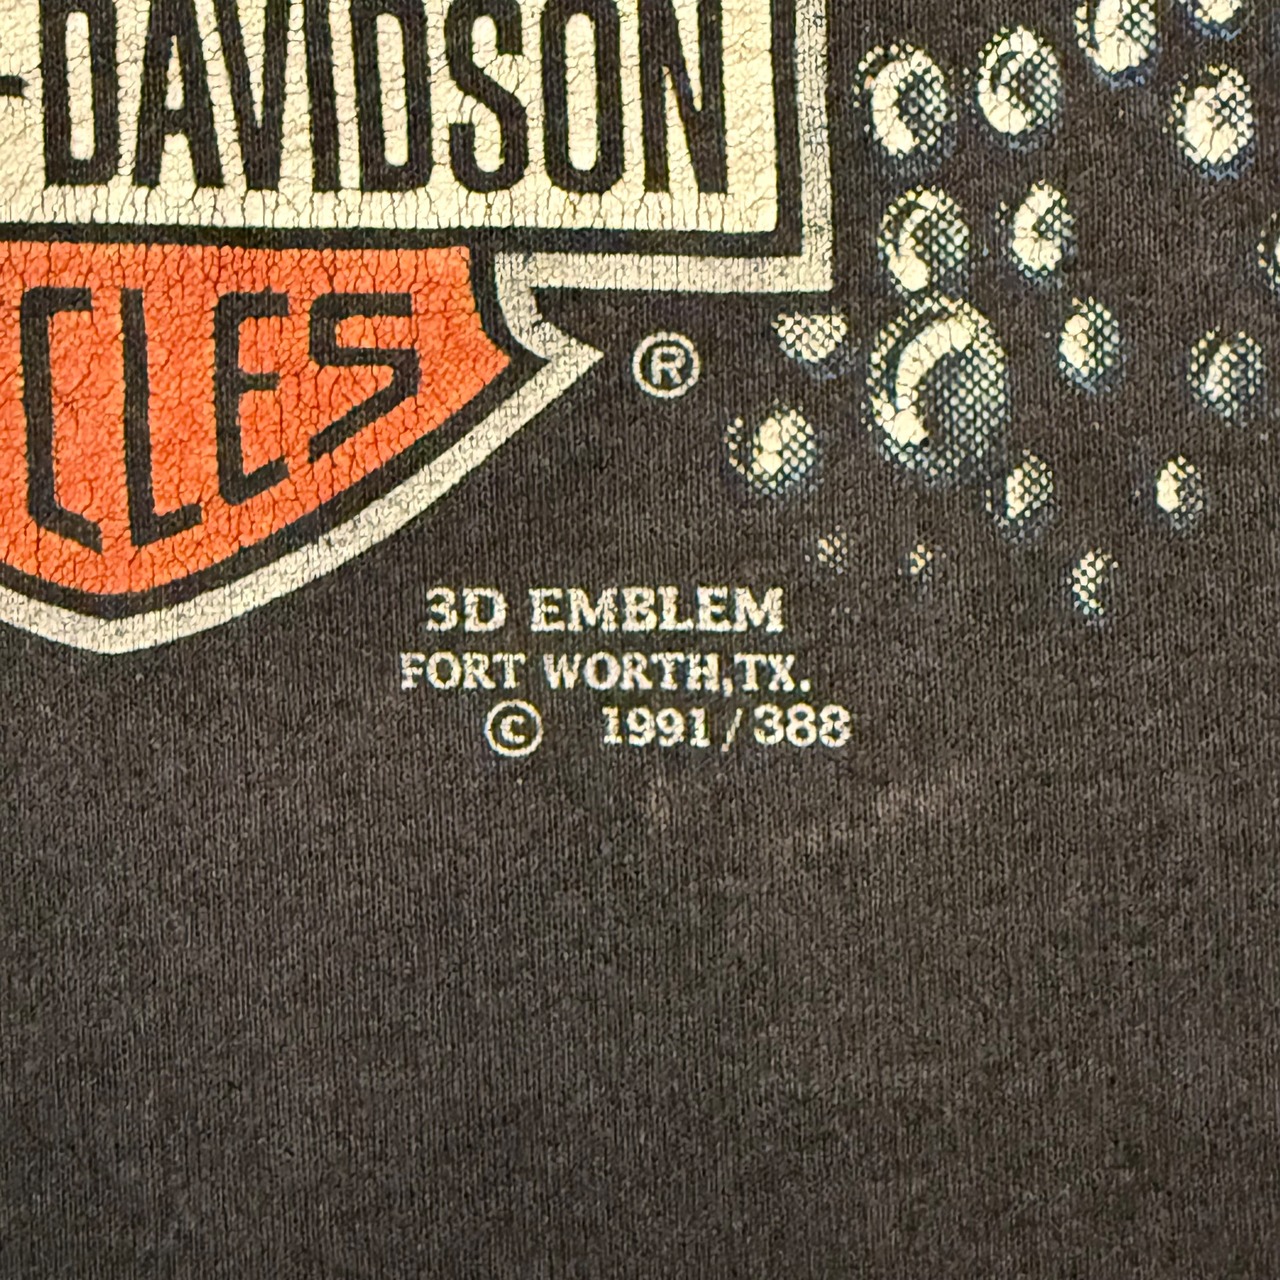 -DAVIDSON
CLES
®
3D EMBLEM
FORT WORTH,TX.
© 1991/388